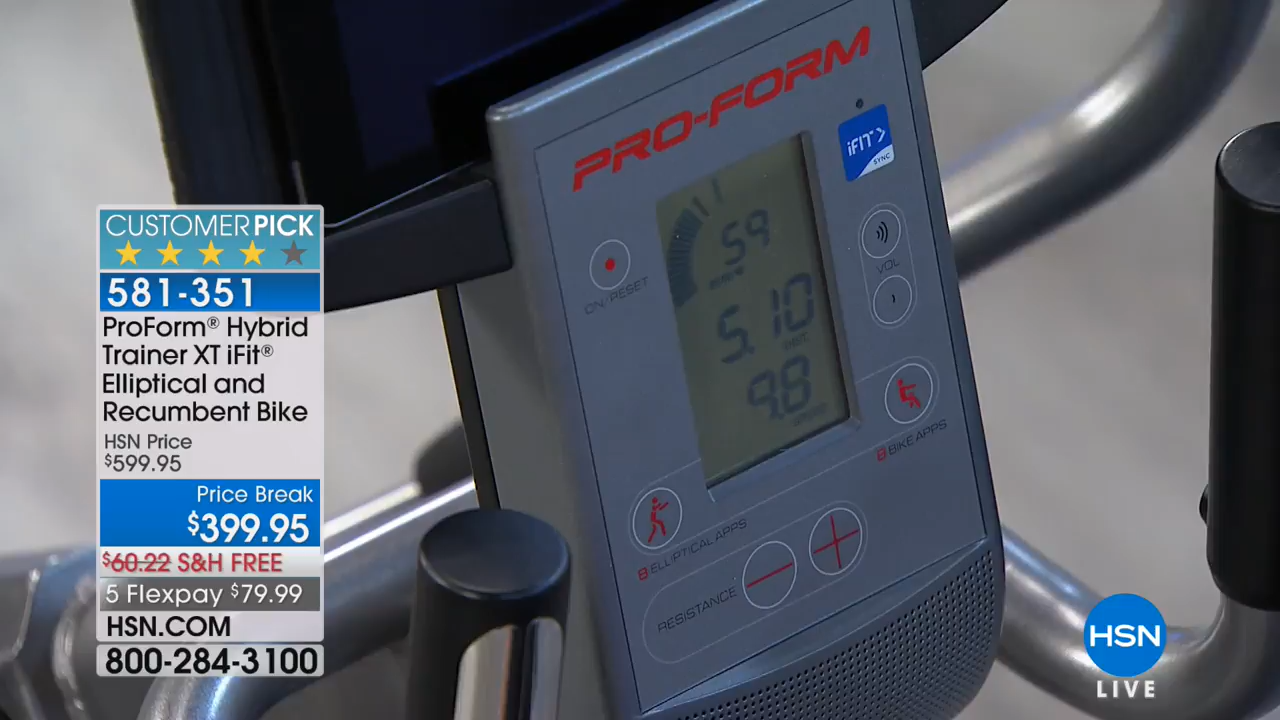 CUSTOMER PICK
581-351
ProForm® Hybrid
Trainer XT iFit®
Elliptical and
Recumbent Bike
HSN Price
$599.95
Price Break
$399.95
$60.22 S&H FREE
5 Flexpay $79.99
HSN.COM
800-284-3100
PRO-FORM
iFIT
SYNC
ON/RESET
VOL
59
5.10
DIST.
98
8 BIKE APPS
8 ELLIPTICAL APPS
RESISTANCE
HSN
LIVE